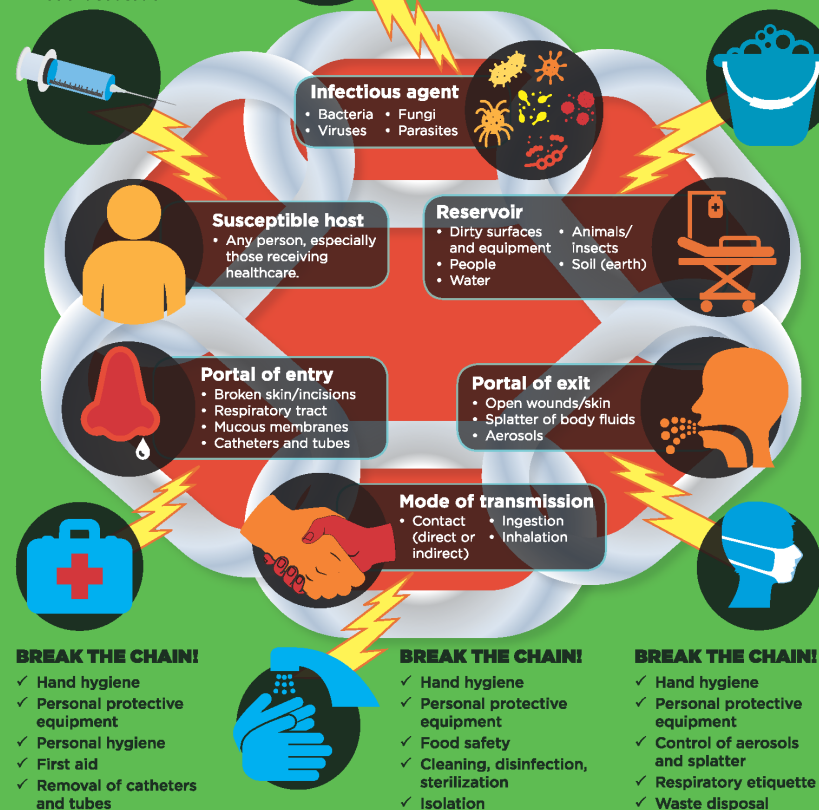 Infectious agent
• Bacteria • Fungi
• Viruses • Parasites
Susceptible host
• Any person, especially
those receiving
healthcare.
Reservoir
• Dirty surfaces
and equipment
• People
• Water
• Animals/
insects
• Soil (earth)
Portal of entry
• Broken skin/incisions
• Respiratory tract
• Mucous membranes
• Catheters and tubes
Portal of exit
• Open wounds/skin
• Splatter of body fluids
• Aerosols
Mode of transmission
• Contact
(direct or
indirect)
• Ingestion
• Inhalation
BREAK THE CHAIN!
✓ Hand hygiene
✓ Personal protective
equipment
✓ Personal hygiene
✓ First aid
✓ Removal of catheters
and tubes
BREAK THE CHAIN!
✓ Hand hygiene
✓ Personal protective
equipment
✓ Food safety
✓ Cleaning, disinfection,
sterilization
✓ Isolation
BREAK THE CHAIN!
✓ Hand hygiene
✓ Personal protective
equipment
✓ Control of aerosols
and splatter
✓ Respiratory etiquette
✓ Waste disposal